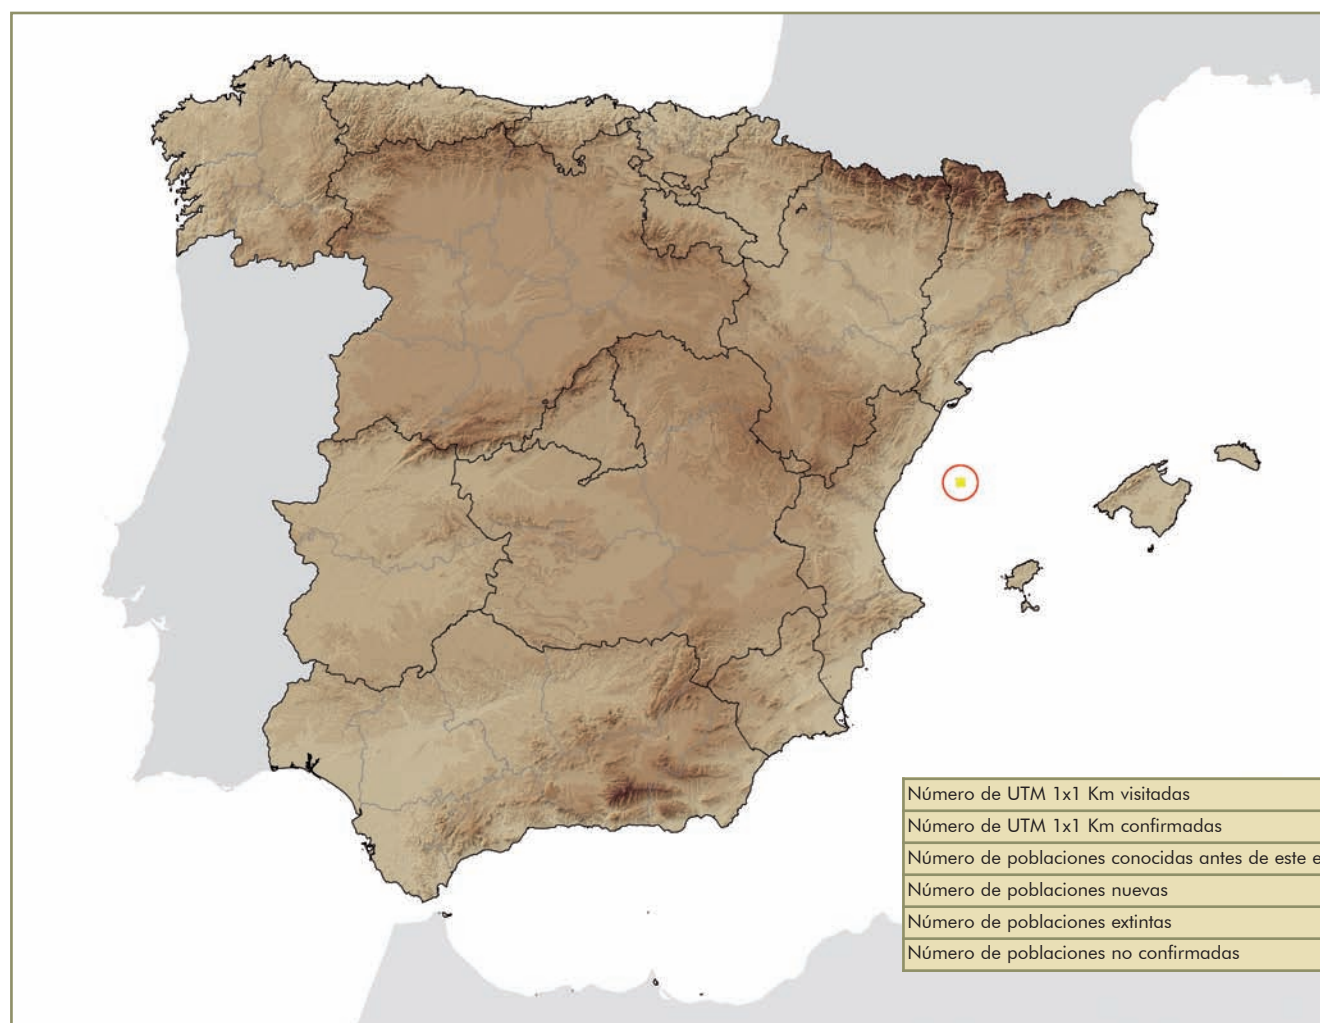 Número de UTM 1x1 Km visitadas
Número de UTM 1x1 Km confirmadas
Número de poblaciones conocidas antes de este e
Número de poblaciones nuevas
Número de poblaciones extintas
Número de poblaciones no confirmadas